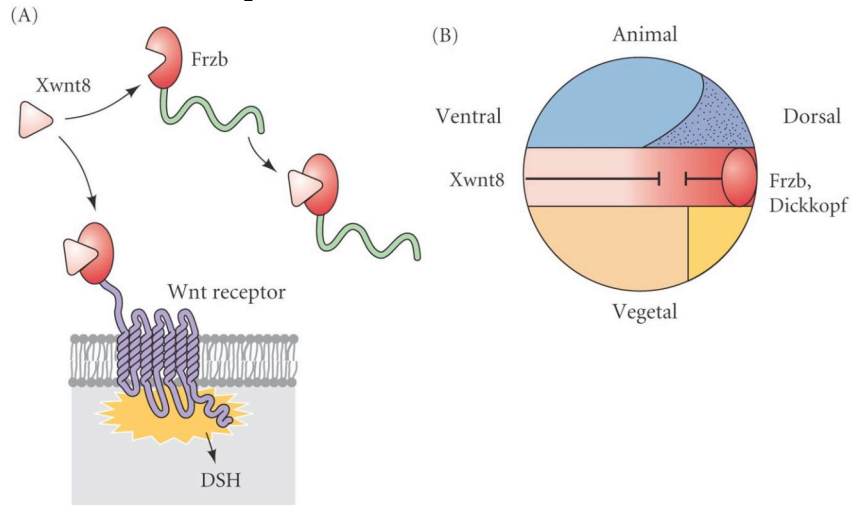 (A)
Frzb
Xwnt8
Wnt receptor
DSH
(B)
Animal
Ventral
Dorsal
Xwnt8
Frzb,
Dickkopf
Vegetal